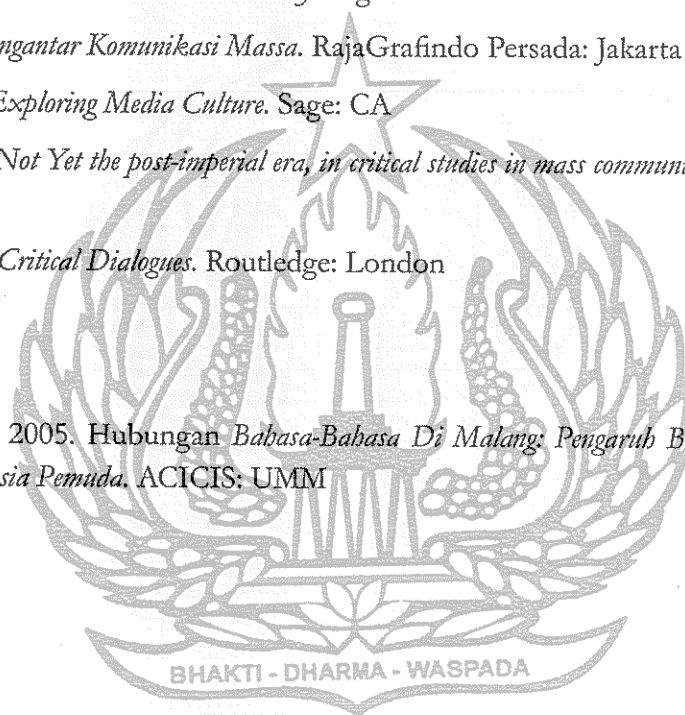 ngantar Komunikasi Massa. RajaGrafindo Persada: Jakarta
Exploring Media Culture. Sage: CA
Not Yet the post-imperial era, in critical studies in mass communi
Critical Dialogues. Routledge: London
2005. Hubungan Bahasa-Bahasa Di Malang: Pengaruh B
sia Pemuda. ACICIS: UMM
BHAKTI - DHARMA - WASPADA